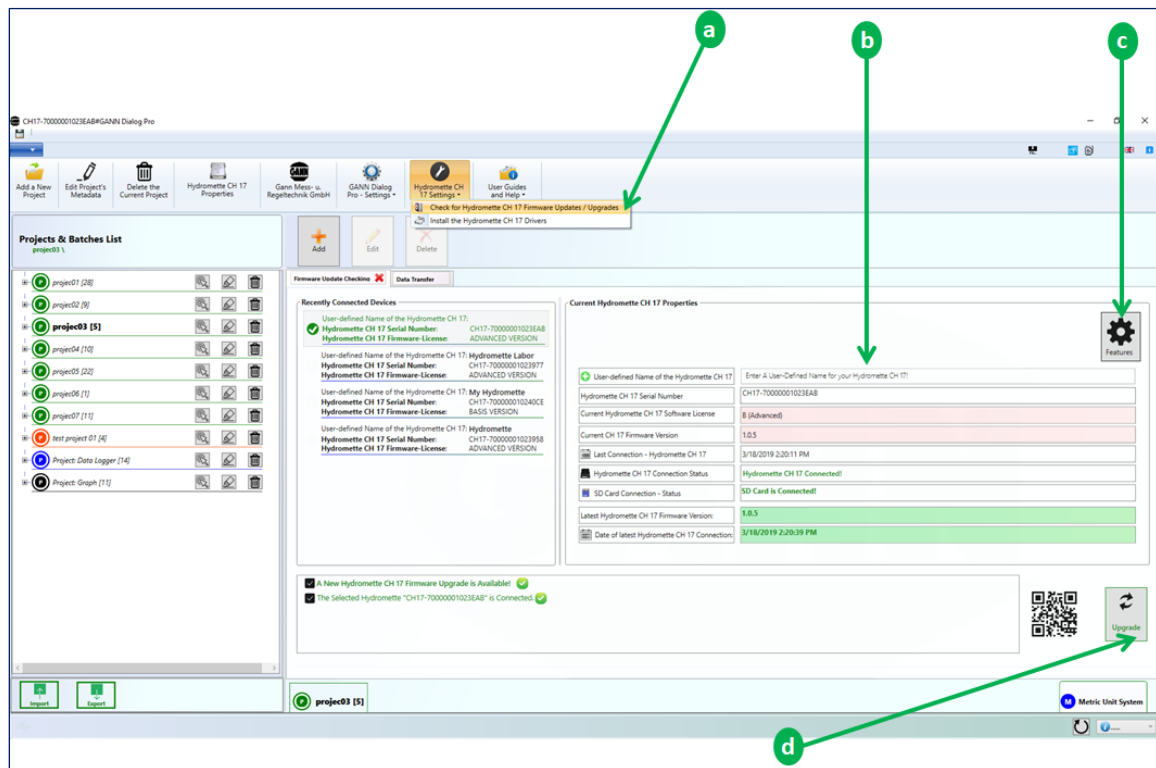 a
b
c
CH17-70000001023EAB#GANN Dialog Pro
Add a New
Project
Edit Project's
Metadata
Delete the
Current Project
Hydromette CH 17
Properties
GANN
Gann Mess- u.
Regeltechnik GmbH
GANN Dialog
Pro - Settings
Hydromette CH
17 Settings
User Guides
and Help
Check for Hydromette CH 17 Firmware Updates / Upgrades
Install the Hydromette CH 17 Drivers
Projects & Batches List
projec03 \
Add
Edit
Delete
Firmware Update Checking
Data Transfer
P projec01 [28]
P projec02 [9]
P projec03 [5]
P projec04 [10]
P projec05 [22]
P projec06 [1]
P projec07 [11]
P test project 01 [4]
P Project: Data Logger [14]
P Project: Graph [11]
Recently Connected Devices
User-defined Name of the Hydromette CH 17:
Hydromette CH 17 Serial Number: CH17-70000001023EAB
Hydromette CH 17 Firmware-License: ADVANCED VERSION
User-defined Name of the Hydromette CH 17: Hydromette Labor
Hydromette CH 17 Serial Number: CH17-70000001023977
Hydromette CH 17 Firmware-License: ADVANCED VERSION
User-defined Name of the Hydromette CH 17: My Hydromette
Hydromette CH 17 Serial Number: CH17-700000010240CE
Hydromette CH 17 Firmware-License: BASIS VERSION
User-defined Name of the Hydromette CH 17: Hydromette
Hydromette CH 17 Serial Number: CH17-70000001023958
Hydromette CH 17 Firmware-License: ADVANCED VERSION
Current Hydromette CH 17 Properties
Features
User-defined Name of the Hydromette CH 17 Enter A User-Defined Name for your Hydromette CH 17!
Hydromette CH 17 Serial Number CH17-70000001023EAB
Current Hydromette CH 17 Software License B (Advanced)
Current CH 17 Firmware Version 1.0.5
Last Connection - Hydromette CH 17 3/18/2019 2:20:11 PM
Hydromette CH 17 Connection Status Hydromette CH 17 Connected!
SD Card Connection - Status SD Card is Connected!
Latest Hydromette CH 17 Firmware Version: 1.0.5
Date of latest Hydromette CH 17 Connection: 3/18/2019 2:20:39 PM
A New Hydromette CH 17 Firmware Upgrade is Available!
The Selected Hydromette "CH17-70000001023EAB" is Connected.
Upgrade
Import
Export
P projec03 [5]
M Metric Unit System
d